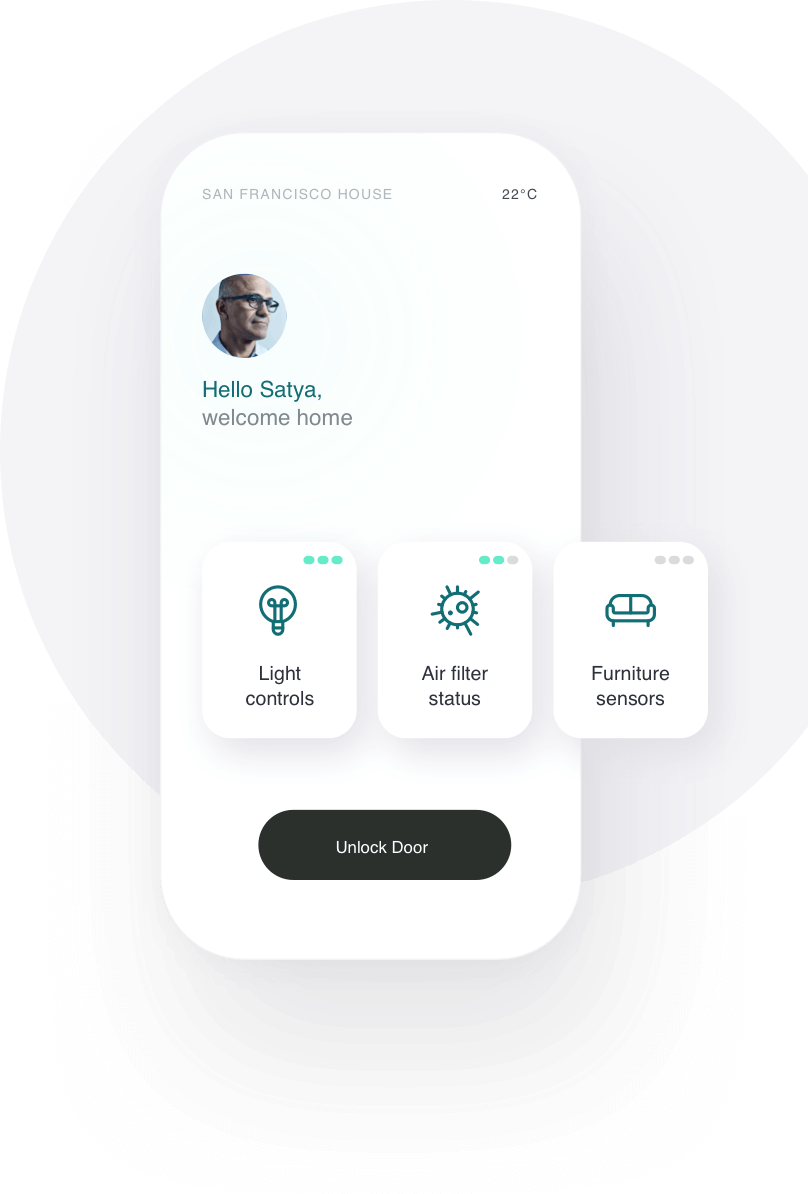 SAN FRANCISCO HOUSE 22°C
Hello Satya,
welcome home
Light
controls
Air filter
status
Furniture
sensors
Unlock Door